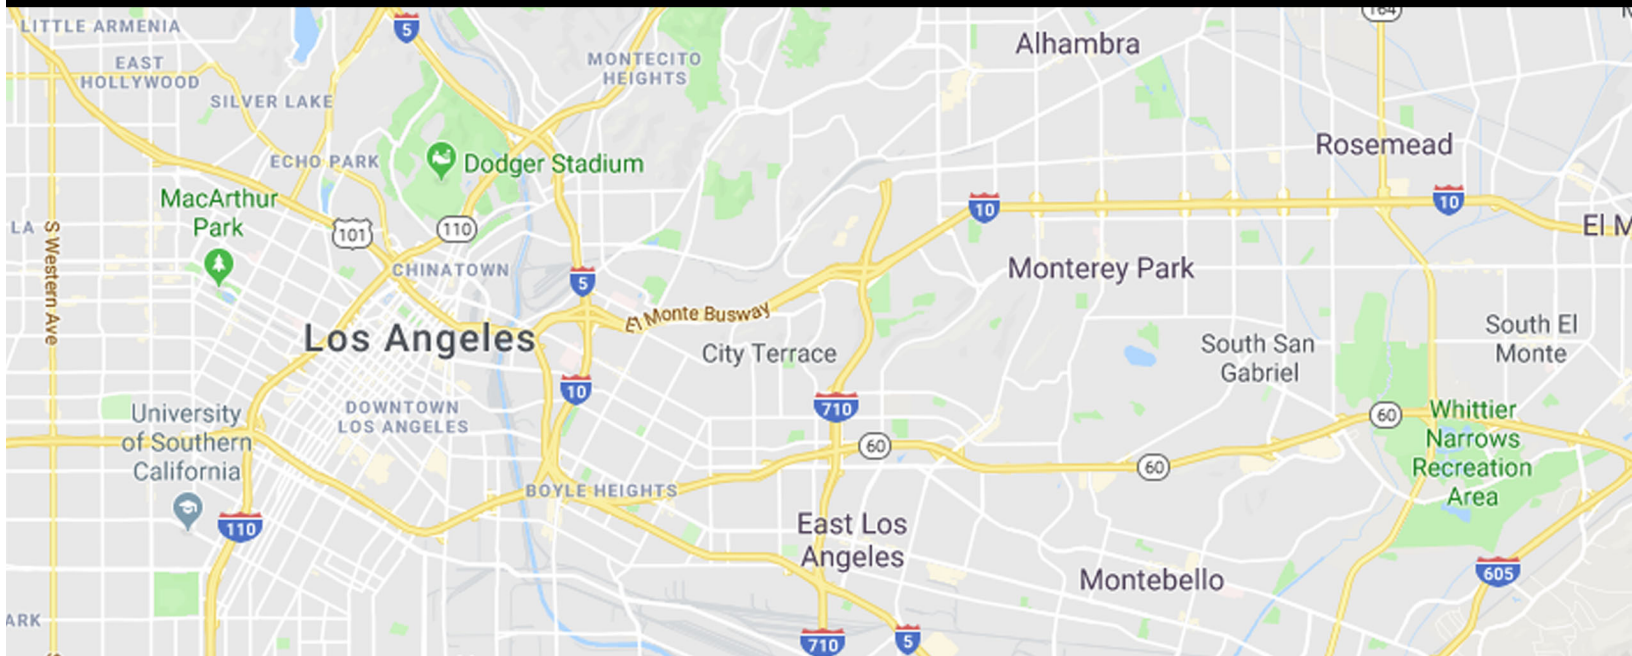 164
LITTLE ARMENIA
5
Alhambra
EAST
HOLLYWOOD
MONTECITO
HEIGHTS
SILVER LAKE
Rosemead
ECHO PARK
Dodger Stadium
MacArthur
Park
10
10
LA
S Western Ave
101
110
El M
CHINATOWN
Monterey Park
5
El Monte Busway
Los Angeles
City Terrace
South San
Gabriel
South El
Monte
10
710
DOWNTOWN
LOS ANGELES
University
of Southern
California
60
Whittier
Narrows
Recreation
Area
60
60
BOYLE HEIGHTS
110
East Los
Angeles
Montebello
605
ARK
710
5